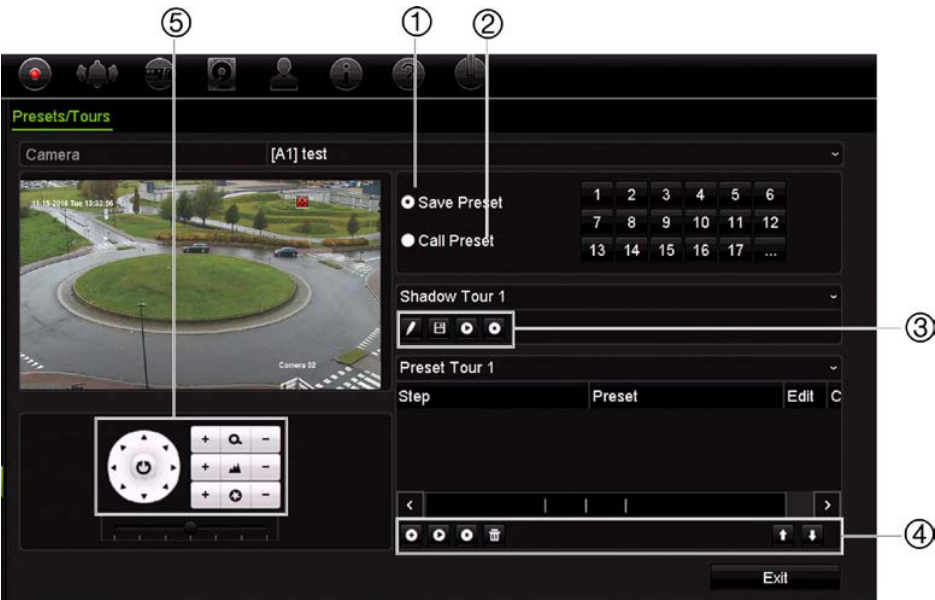 ⑤ ① ②
Presets/Tours
Camera [A1] test
11-15-2016 Tue 13:33:56
Camera 02
Save Preset
Call Preset
1 2 3 4 5 6
7 8 9 10 11 12
13 14 15 16 17 ...
Shadow Tour 1
③
Preset Tour 1
Step Preset Edit C
④
Exit